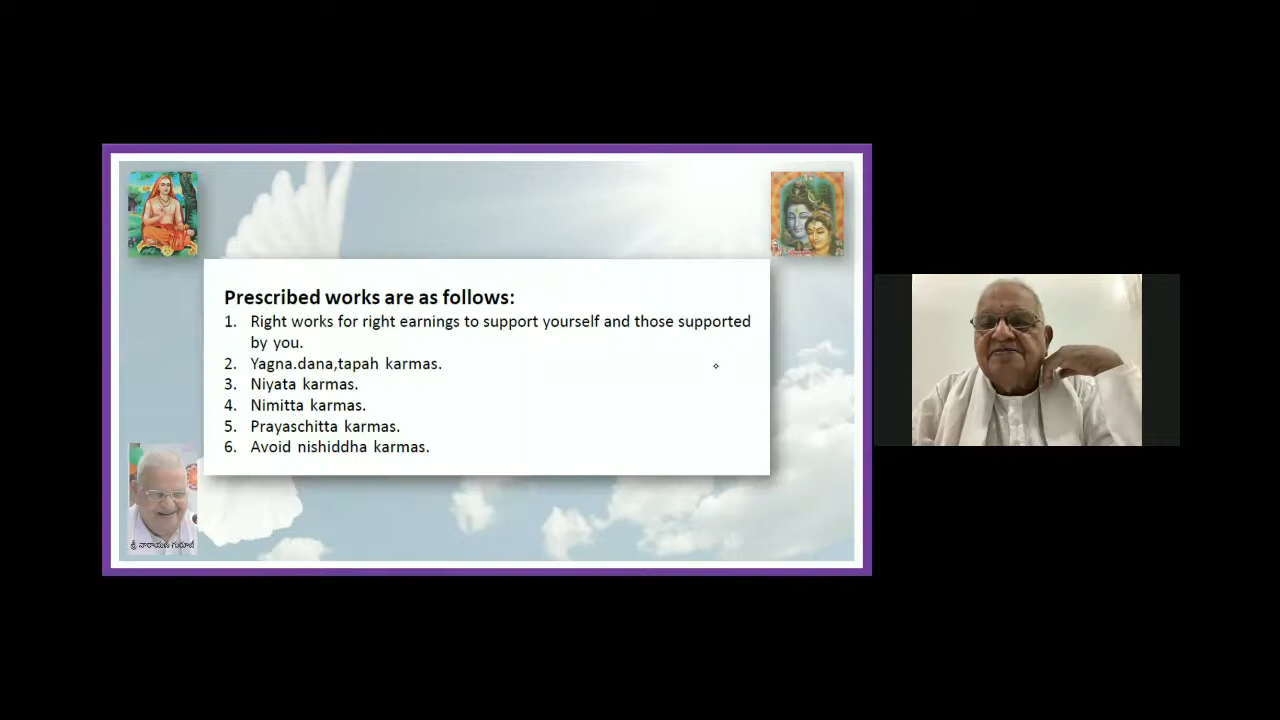 Prescribed works are as follows:
1. Right works for right earnings to support yourself and those supported
by you.
2. Yagna.dana,tapah karmas.
3. Niyata karmas.
4. Nimitta karmas.
5. Prayaschitta karmas.
6. Avoid nishiddha karmas.
శ్రీ నారాయణ గురూజీ